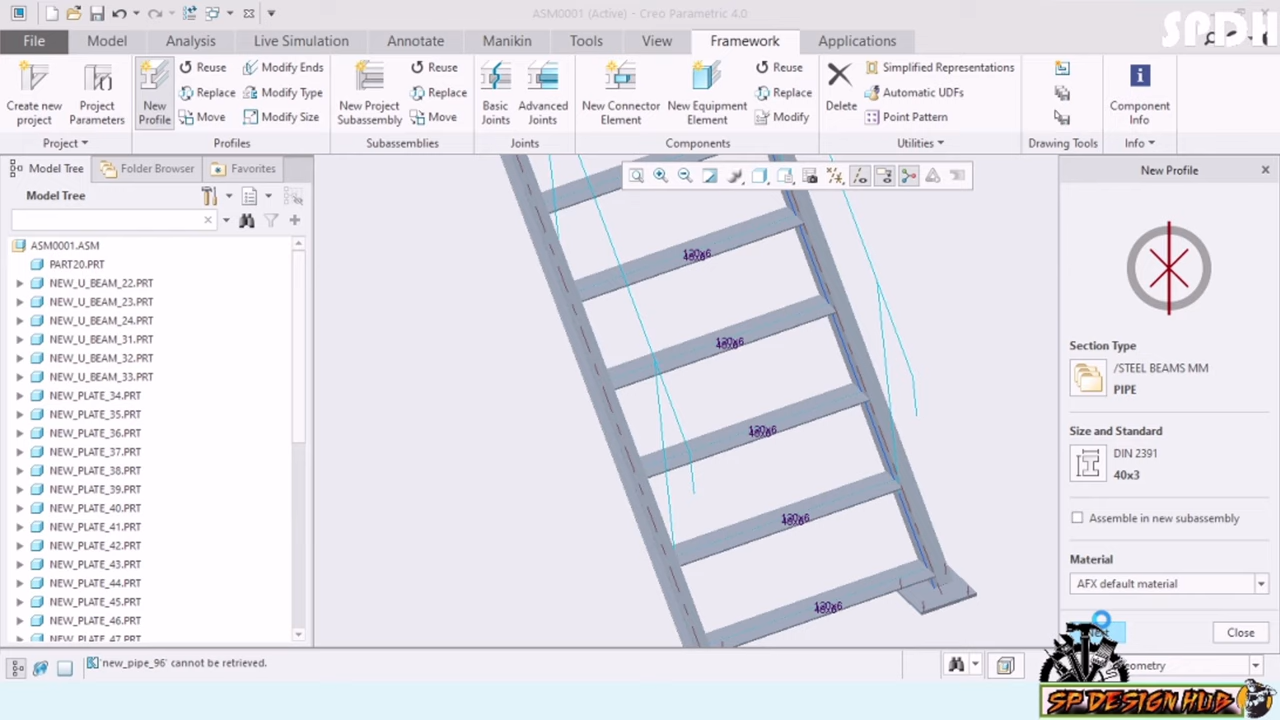 ASM0001 (Active) - Creo Parametric 4.0
SPDH
File Model Analysis Live Simulation Annotate Manikin Tools View Framework Applications
Create new project
Project Parameters
New Profile
Reuse
Replace
Move
Modify Ends
Modify Type
Modify Size
New Project Subassembly
Reuse
Replace
Move
Basic Joints
Advanced Joints
New Connector Element
New Equipment Element
Reuse
Replace
Modify
Delete
Simplified Representations
Automatic UDFs
Point Pattern
Component Info
Project Profiles Subassemblies Joints Components Utilities Drawing Tools Info
Model Tree Folder Browser Favorites
Model Tree
ASM0001.ASM
PART20.PRT
NEW_U_BEAM_22.PRT
NEW_U_BEAM_23.PRT
NEW_U_BEAM_24.PRT
NEW_U_BEAM_31.PRT
NEW_U_BEAM_32.PRT
NEW_U_BEAM_33.PRT
NEW_PLATE_34.PRT
NEW_PLATE_35.PRT
NEW_PLATE_36.PRT
NEW_PLATE_37.PRT
NEW_PLATE_38.PRT
NEW_PLATE_39.PRT
NEW_PLATE_40.PRT
NEW_PLATE_41.PRT
NEW_PLATE_42.PRT
NEW_PLATE_43.PRT
NEW_PLATE_44.PRT
NEW_PLATE_45.PRT
NEW_PLATE_46.PRT
NEW_PLATE_47.PRT
New Profile
Section Type
/STEEL BEAMS MM
PIPE
Size and Standard
DIN 2391
40x3
Assemble in new subassembly
Material
AFX default material
Next Close
'new_pipe_96' cannot be retrieved.
SP DESIGN HUB